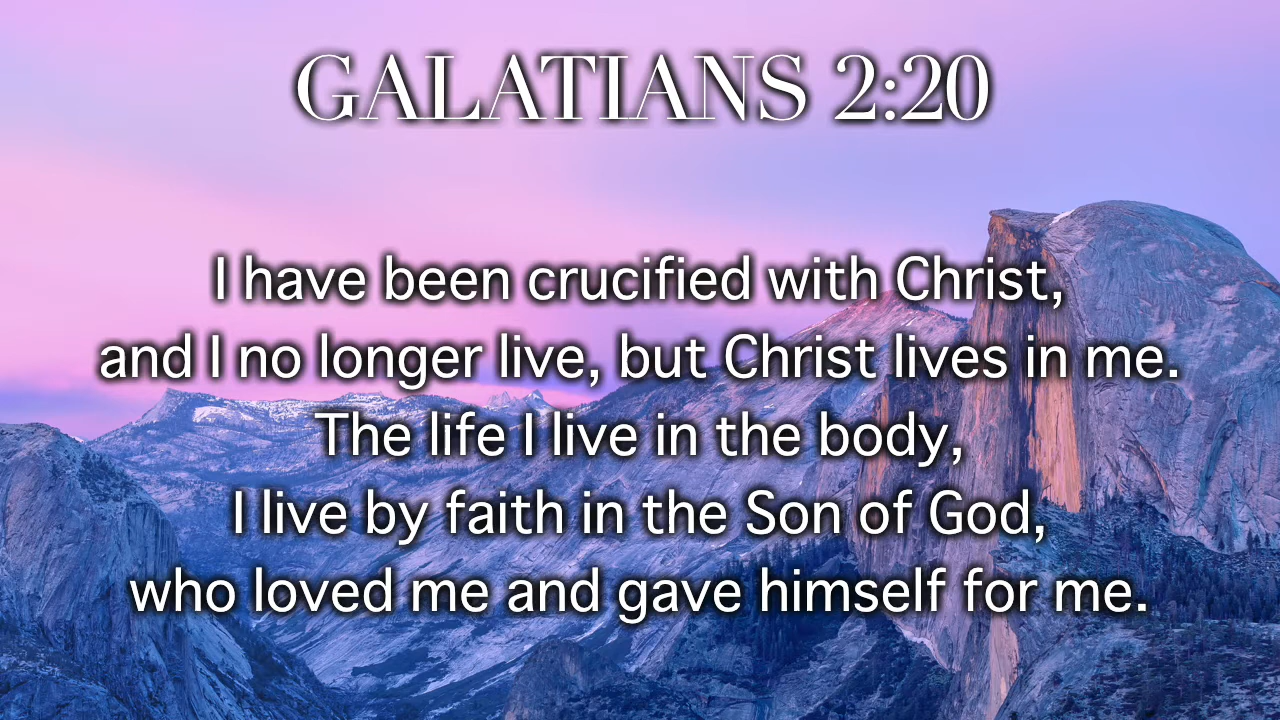 GALATIANS 2:20
I have been crucified with Christ,
and I no longer live, but Christ lives in me.
The life I live in the body,
I live by faith in the Son of God,
who loved me and gave himself for me.